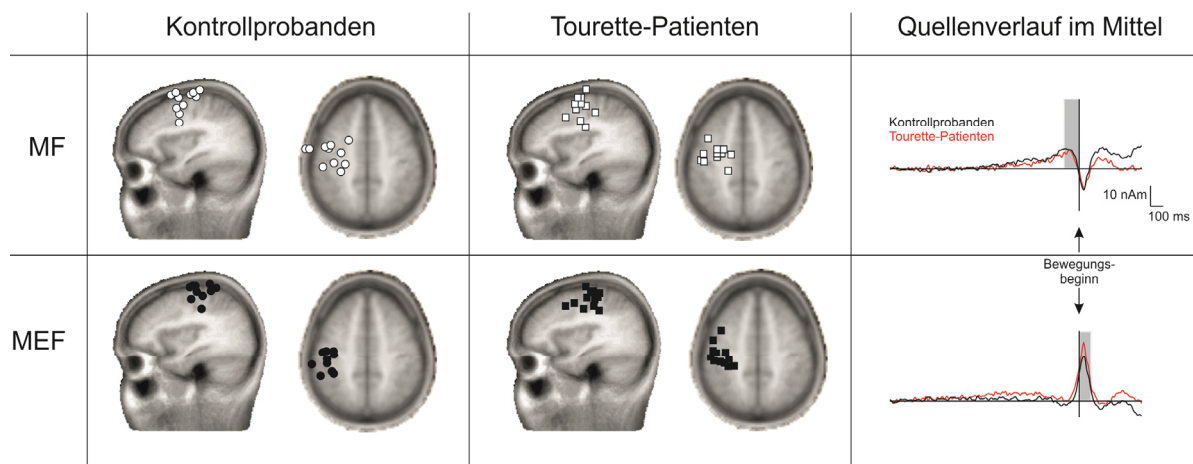 Kontrollprobanden
Tourette-Patienten
Quellenverlauf im Mittel
MF
Kontrollprobanden
Tourette-Patienten
10 nAm
100 ms
Bewegungs-
beginn
MEF